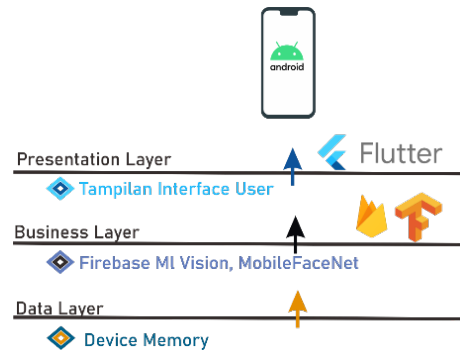 android
Flutter
Presentation Layer
Tampilan Interface User
Business Layer
Firebase Ml Vision, MobileFaceNet
Data Layer
Device Memory